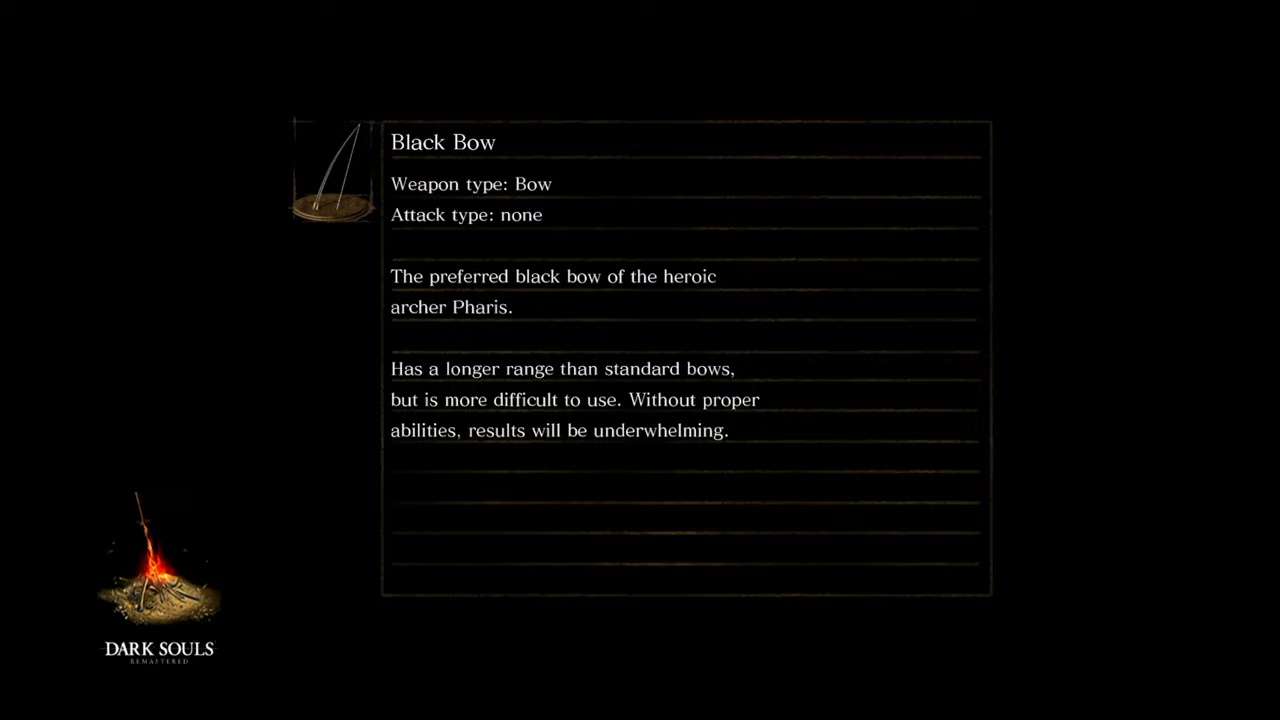 Black Bow
Weapon type: Bow
Attack type: none
The preferred black bow of the heroic
archer Pharis.
Has a longer range than standard bows,
but is more difficult to use. Without proper
abilities, results will be underwhelming.
DARK SOULS
REMASTERED